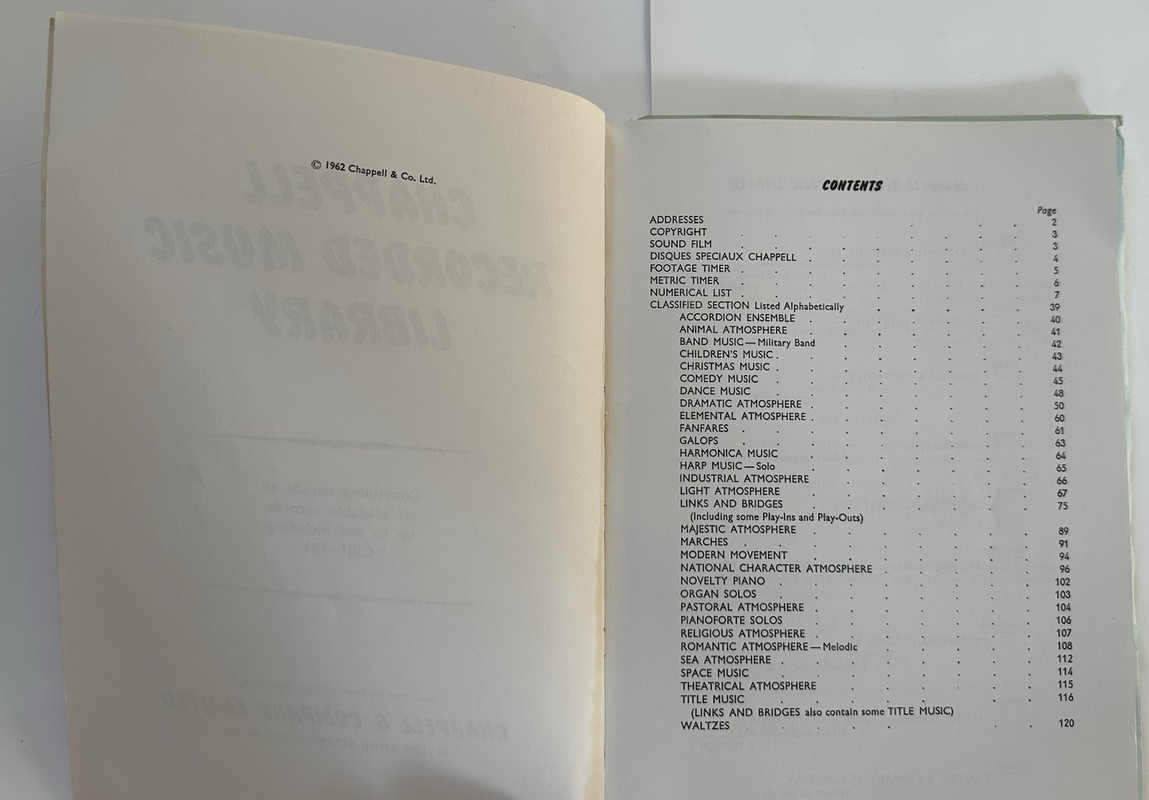 © 1962 Chappell & Co. Ltd.
CONTENTS
Page
ADDRESSES . . . . 2
COPYRIGHT . . . . . . . . 3
SOUND FILM . . . . . . . . 3
DISQUES SPECIAUX CHAPPELL . . . . . . . 4
FOOTAGE TIMER . . . . . . . . 5
METRIC TIMER . . . . . . . . 6
NUMERICAL LIST . . . . . . . . 7
CLASSIFIED SECTION Listed Alphabetically . . . . . 39
ACCORDION ENSEMBLE . . . . . . . 40
ANIMAL ATMOSPHERE . . . . . . . 41
BAND MUSIC—Military Band . . . . . . 42
CHILDREN'S MUSIC . . . . . . . . 43
CHRISTMAS MUSIC . . . . . . . . 44
COMEDY MUSIC . . . . . . . 45
DANCE MUSIC . . . . . . . 48
DRAMATIC ATMOSPHERE . . . . . . . 50
ELEMENTAL ATMOSPHERE . . . . . . . 60
FANFARES . . . . . . . . 61
GALOPS . . . . . . . . 63
HARMONICA MUSIC . . . . . . . 64
HARP MUSIC—Solo . . . . . . . 65
INDUSTRIAL ATMOSPHERE . . . . . . 66
LIGHT ATMOSPHERE . . . . . . . 67
LINKS AND BRIDGES . . . . . . . 75
(Including some Play-Ins and Play-Outs)
MAJESTIC ATMOSPHERE . . . . . . . 89
MARCHES . . . . . . . . 91
MODERN MOVEMENT . . . . . . . 94
NATIONAL CHARACTER ATMOSPHERE . . . . . 96
NOVELTY PIANO . . . . . . . . 102
ORGAN SOLOS . . . . . . . . 103
PASTORAL ATMOSPHERE . . . . . . . 104
PIANOFORTE SOLOS . . . . . . . 106
RELIGIOUS ATMOSPHERE . . . . . . . 107
ROMANTIC ATMOSPHERE—Melodic . . . . . 108
SEA ATMOSPHERE . . . . . . . . 112
SPACE MUSIC . . . . . . . . 114
THEATRICAL ATMOSPHERE . . . . . . 115
TITLE MUSIC . . . . . . . . 116
(LINKS AND BRIDGES also contain some TITLE MUSIC)
WALTZES . . . . . . . 120